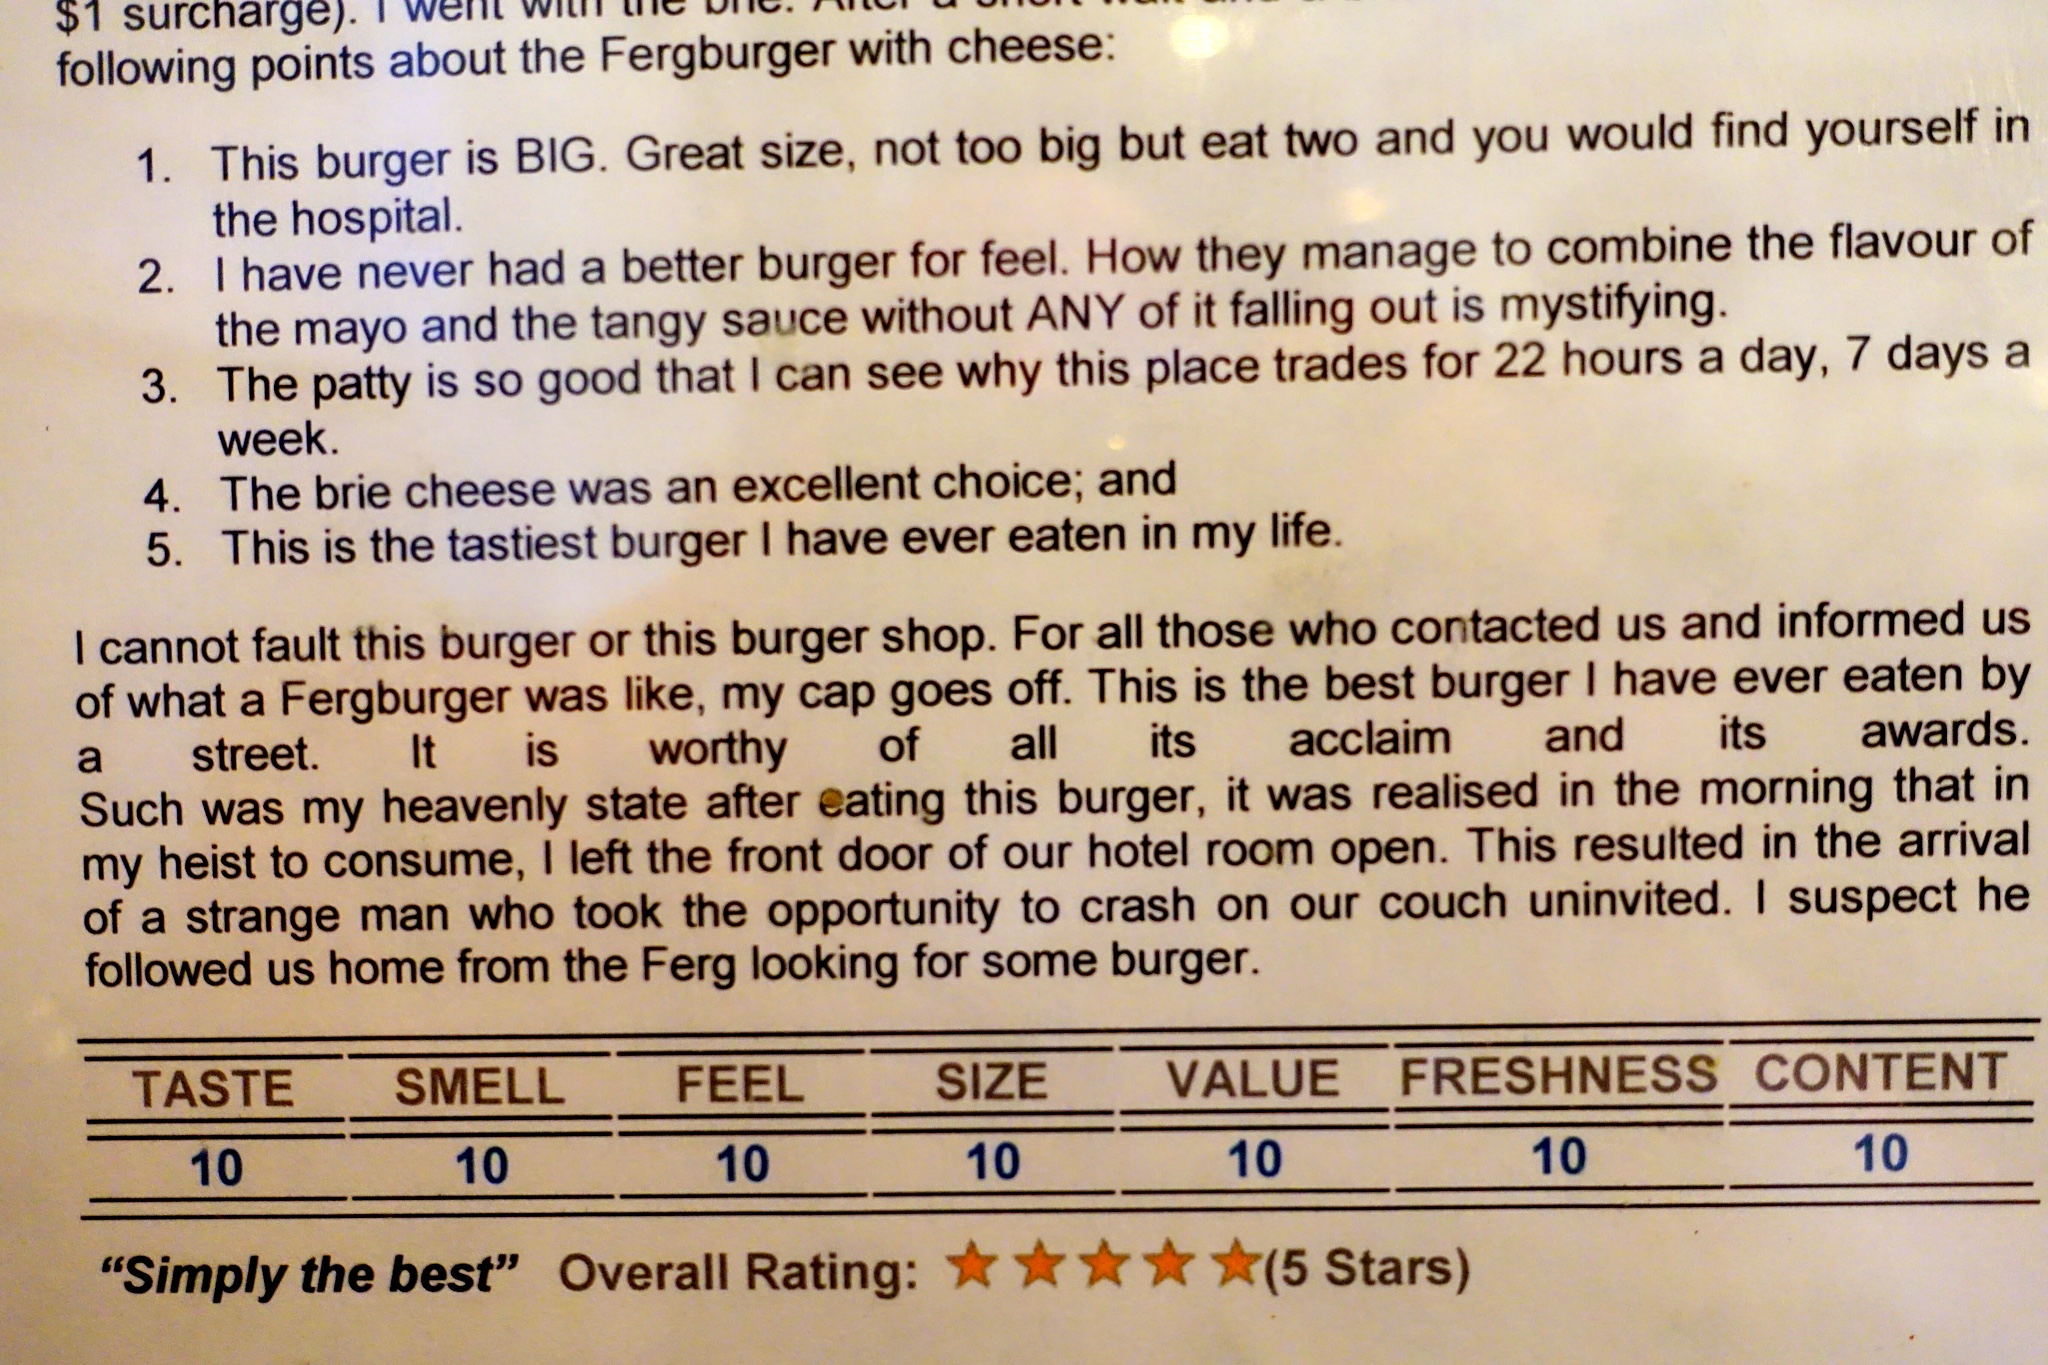 $1 surcharge). I went with the brie. After a short walk and a
following points about the Fergburger with cheese:
1. This burger is BIG. Great size, not too big but eat two and you would find yourself in
the hospital.
2. I have never had a better burger for feel. How they manage to combine the flavour of
the mayo and the tangy sauce without ANY of it falling out is mystifying.
3. The patty is so good that I can see why this place trades for 22 hours a day, 7 days a
week.
4. The brie cheese was an excellent choice; and
5. This is the tastiest burger I have ever eaten in my life.
I cannot fault this burger or this burger shop. For all those who contacted us and informed us
of what a Fergburger was like, my cap goes off. This is the best burger I have ever eaten by
a street. It is worthy of all its acclaim and its awards.
Such was my heavenly state after eating this burger, it was realised in the morning that in
my heist to consume, I left the front door of our hotel room open. This resulted in the arrival
of a strange man who took the opportunity to crash on our couch uninvited. I suspect he
followed us home from the Ferg looking for some burger.
TASTE SMELL FEEL SIZE VALUE FRESHNESS CONTENT
10 10 10 10 10 10 10
“Simply the best” Overall Rating: ★★★★★(5 Stars)